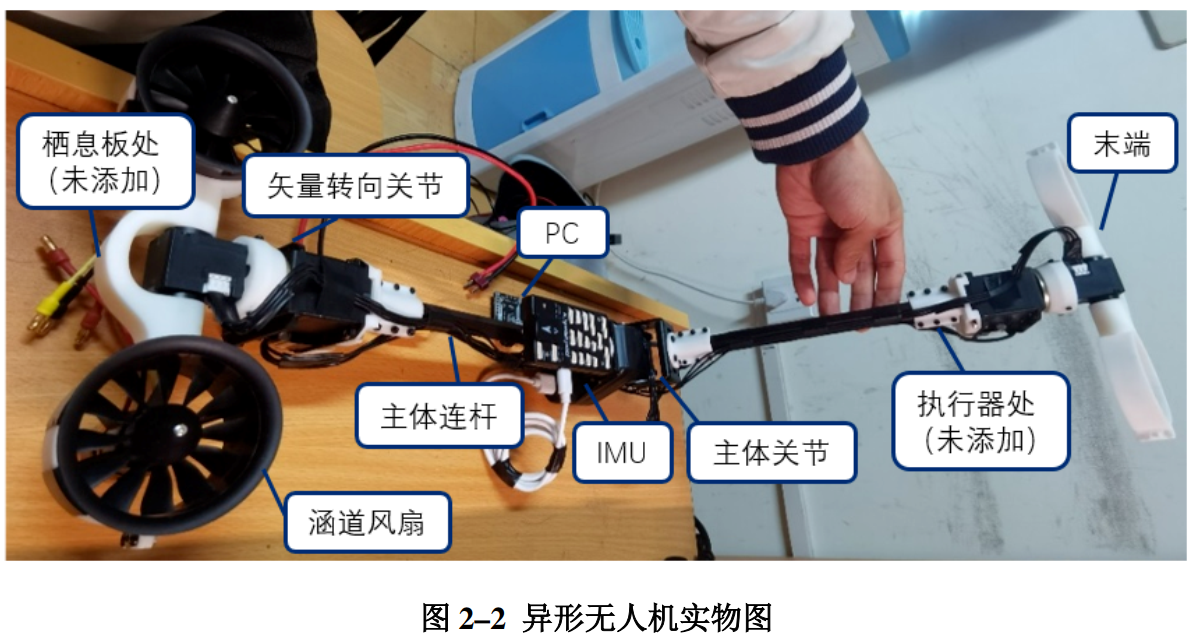 栖息板处
（未添加）
矢量转向关节
PC
末端
主体连杆
IMU
主体关节
执行器处
（未添加）
涵道风扇
图 2–2 异形无人机实物图